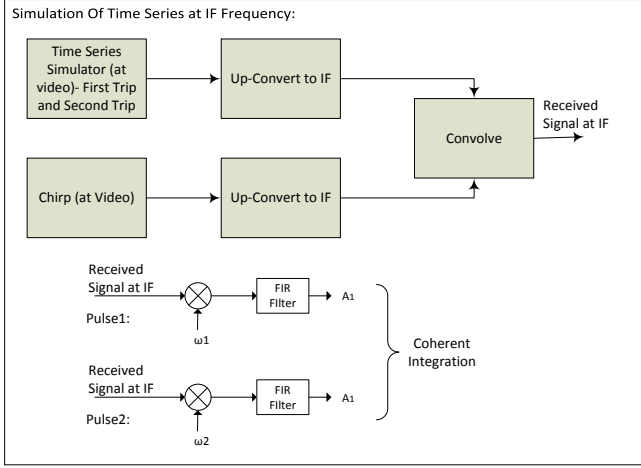 Simulation Of Time Series at IF Frequency:
Time Series
Simulator (at
video)- First Trip
and Second Trip
Up-Convert to IF
Convolve
Received
Signal at IF
Chirp (at Video)
Up-Convert to IF
Received
Signal at IF
Pulse1:
ω1
FIR
FIlter
A1
Received
Signal at IF
Pulse2:
ω2
FIR
FIlter
A1
Coherent
Integration